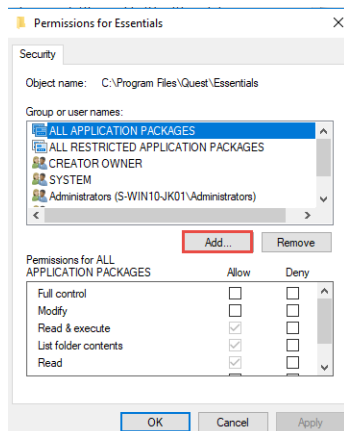 Permissions for Essentials
Security
Object name: C:\Program Files\Quest\Essentials
Group or user names:
ALL APPLICATION PACKAGES
ALL RESTRICTED APPLICATION PACKAGES
CREATOR OWNER
SYSTEM
Administrators (S-WIN10-JK01\Administrators)
Add... Remove
Permissions for ALL
APPLICATION PACKAGES Allow Deny
Full control
Modify
Read & execute
List folder contents
Read
OK Cancel Apply